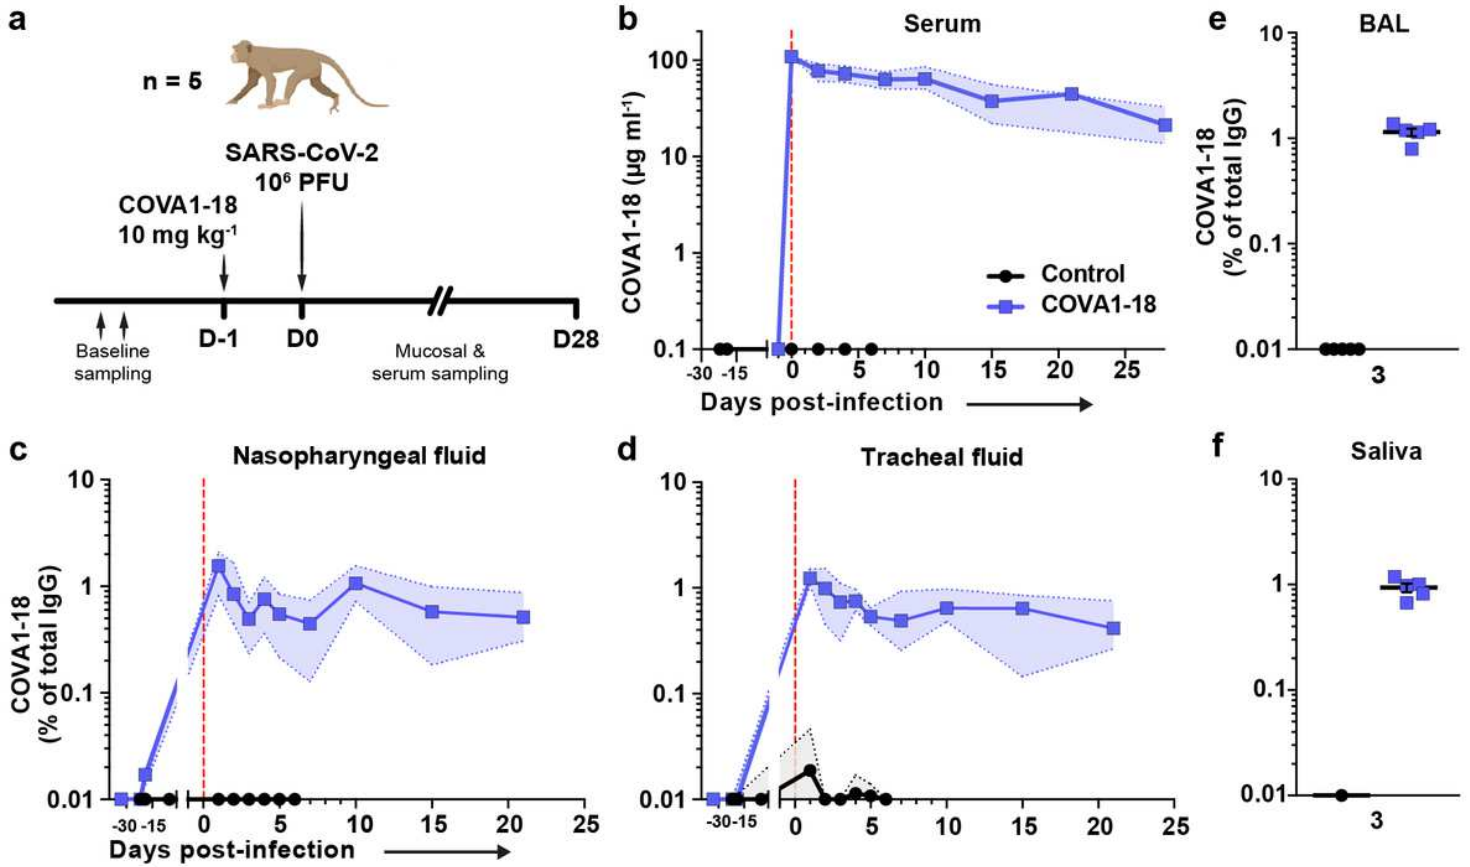 a
n = 5
SARS-CoV-2
10⁶ PFU
COVA1-18
10 mg kg⁻¹
D-1
D0
D28
Baseline
sampling
Mucosal &
serum sampling
b
Serum
COVA1-18 (µg ml⁻¹)
100
10
1
0.1
-30
-15
0
5
10
15
20
25
Days post-infection
Control
COVA1-18
e
BAL
COVA1-18
(% of total IgG)
10
1
0.1
0.01
3
c
Nasopharyngeal fluid
COVA1-18
(% of total IgG)
10
1
0.1
0.01
-30
-15
0
5
10
15
20
25
Days post-infection
d
Tracheal fluid
10
1
0.1
0.01
-30
-15
0
5
10
15
20
25
f
Saliva
10
1
0.1
0.01
3